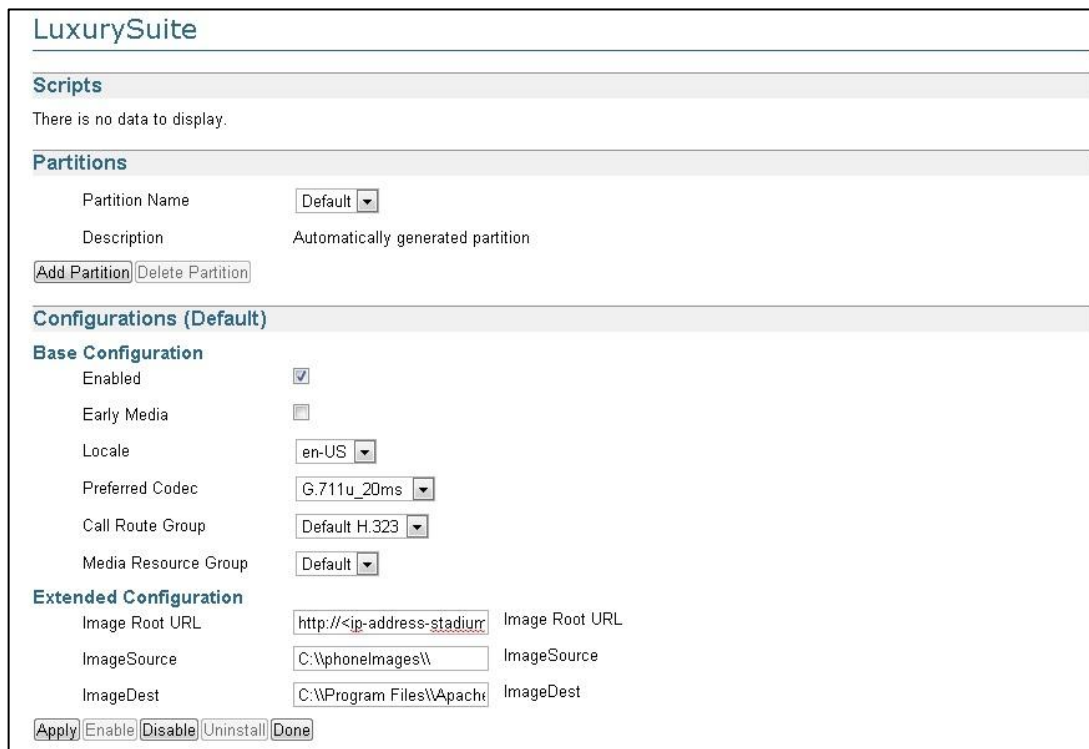 LuxurySuite
Scripts
There is no data to display.
Partitions
Partition Name Default
Description Automatically generated partition
Add Partition Delete Partition
Configurations (Default)
Base Configuration
Enabled
Early Media
Locale en-US
Preferred Codec G.711u_20ms
Call Route Group Default H.323
Media Resource Group Default
Extended Configuration
Image Root URL http://<ip-address-stadium Image Root URL
ImageSource C:\\phoneImages\\ ImageSource
ImageDest C:\\Program Files\\Apache ImageDest
Apply Enable Disable Uninstall Done